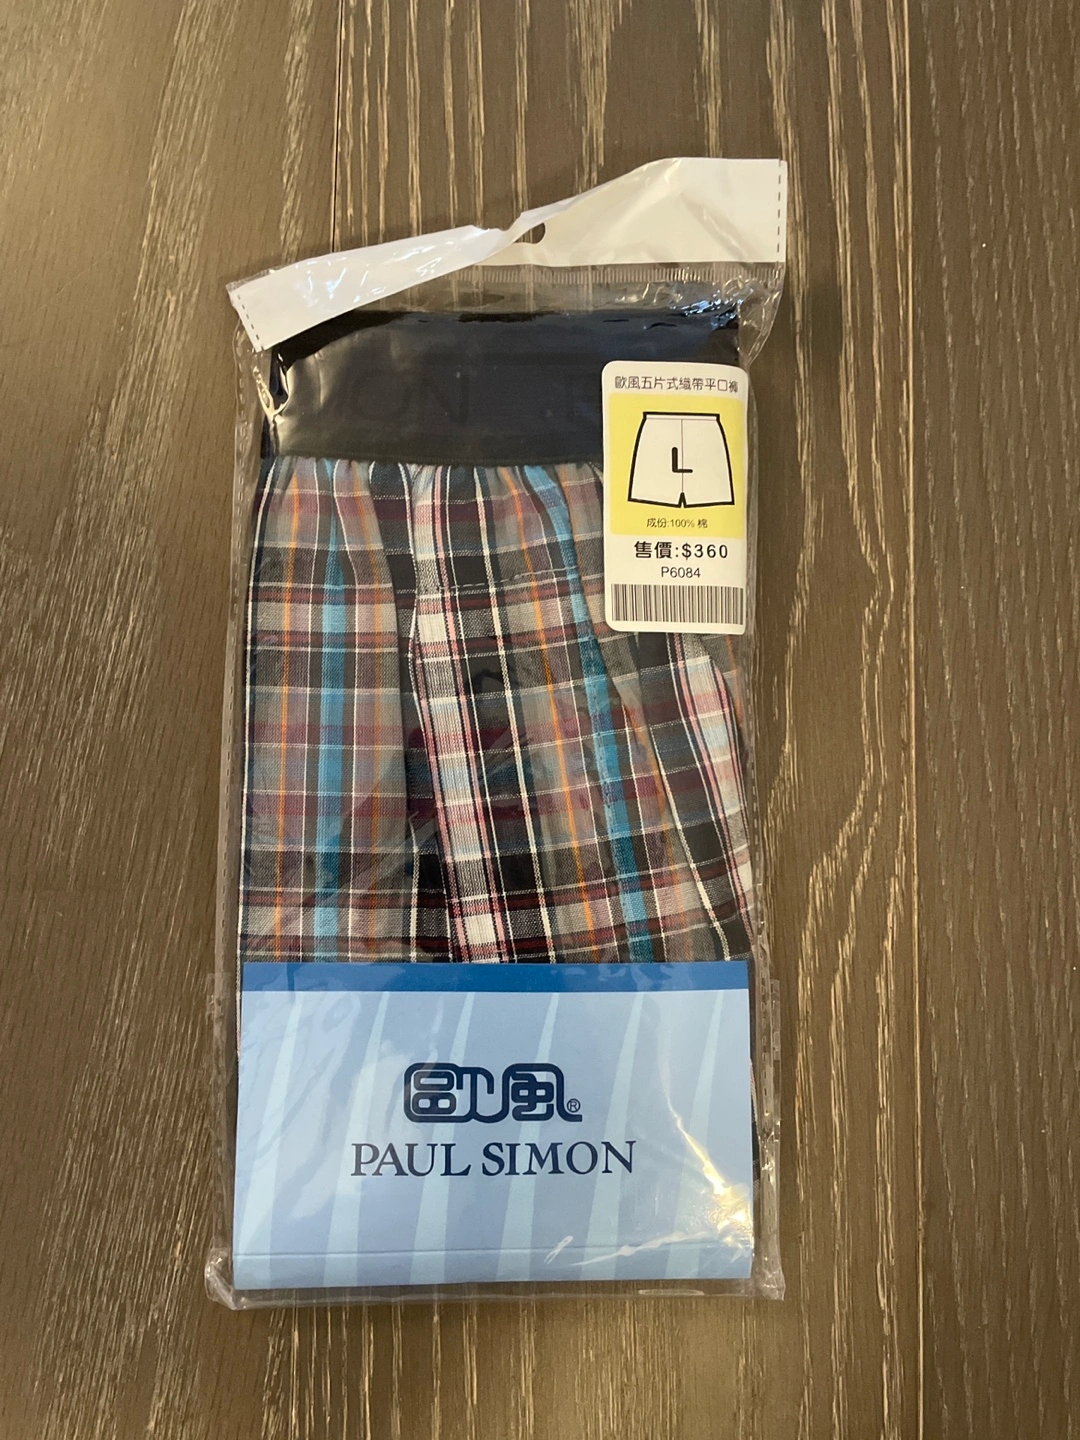 歐風五片式織帶平口褲
L
成份:100% 棉
售價:$360
P6084
歐風®
PAUL SIMON